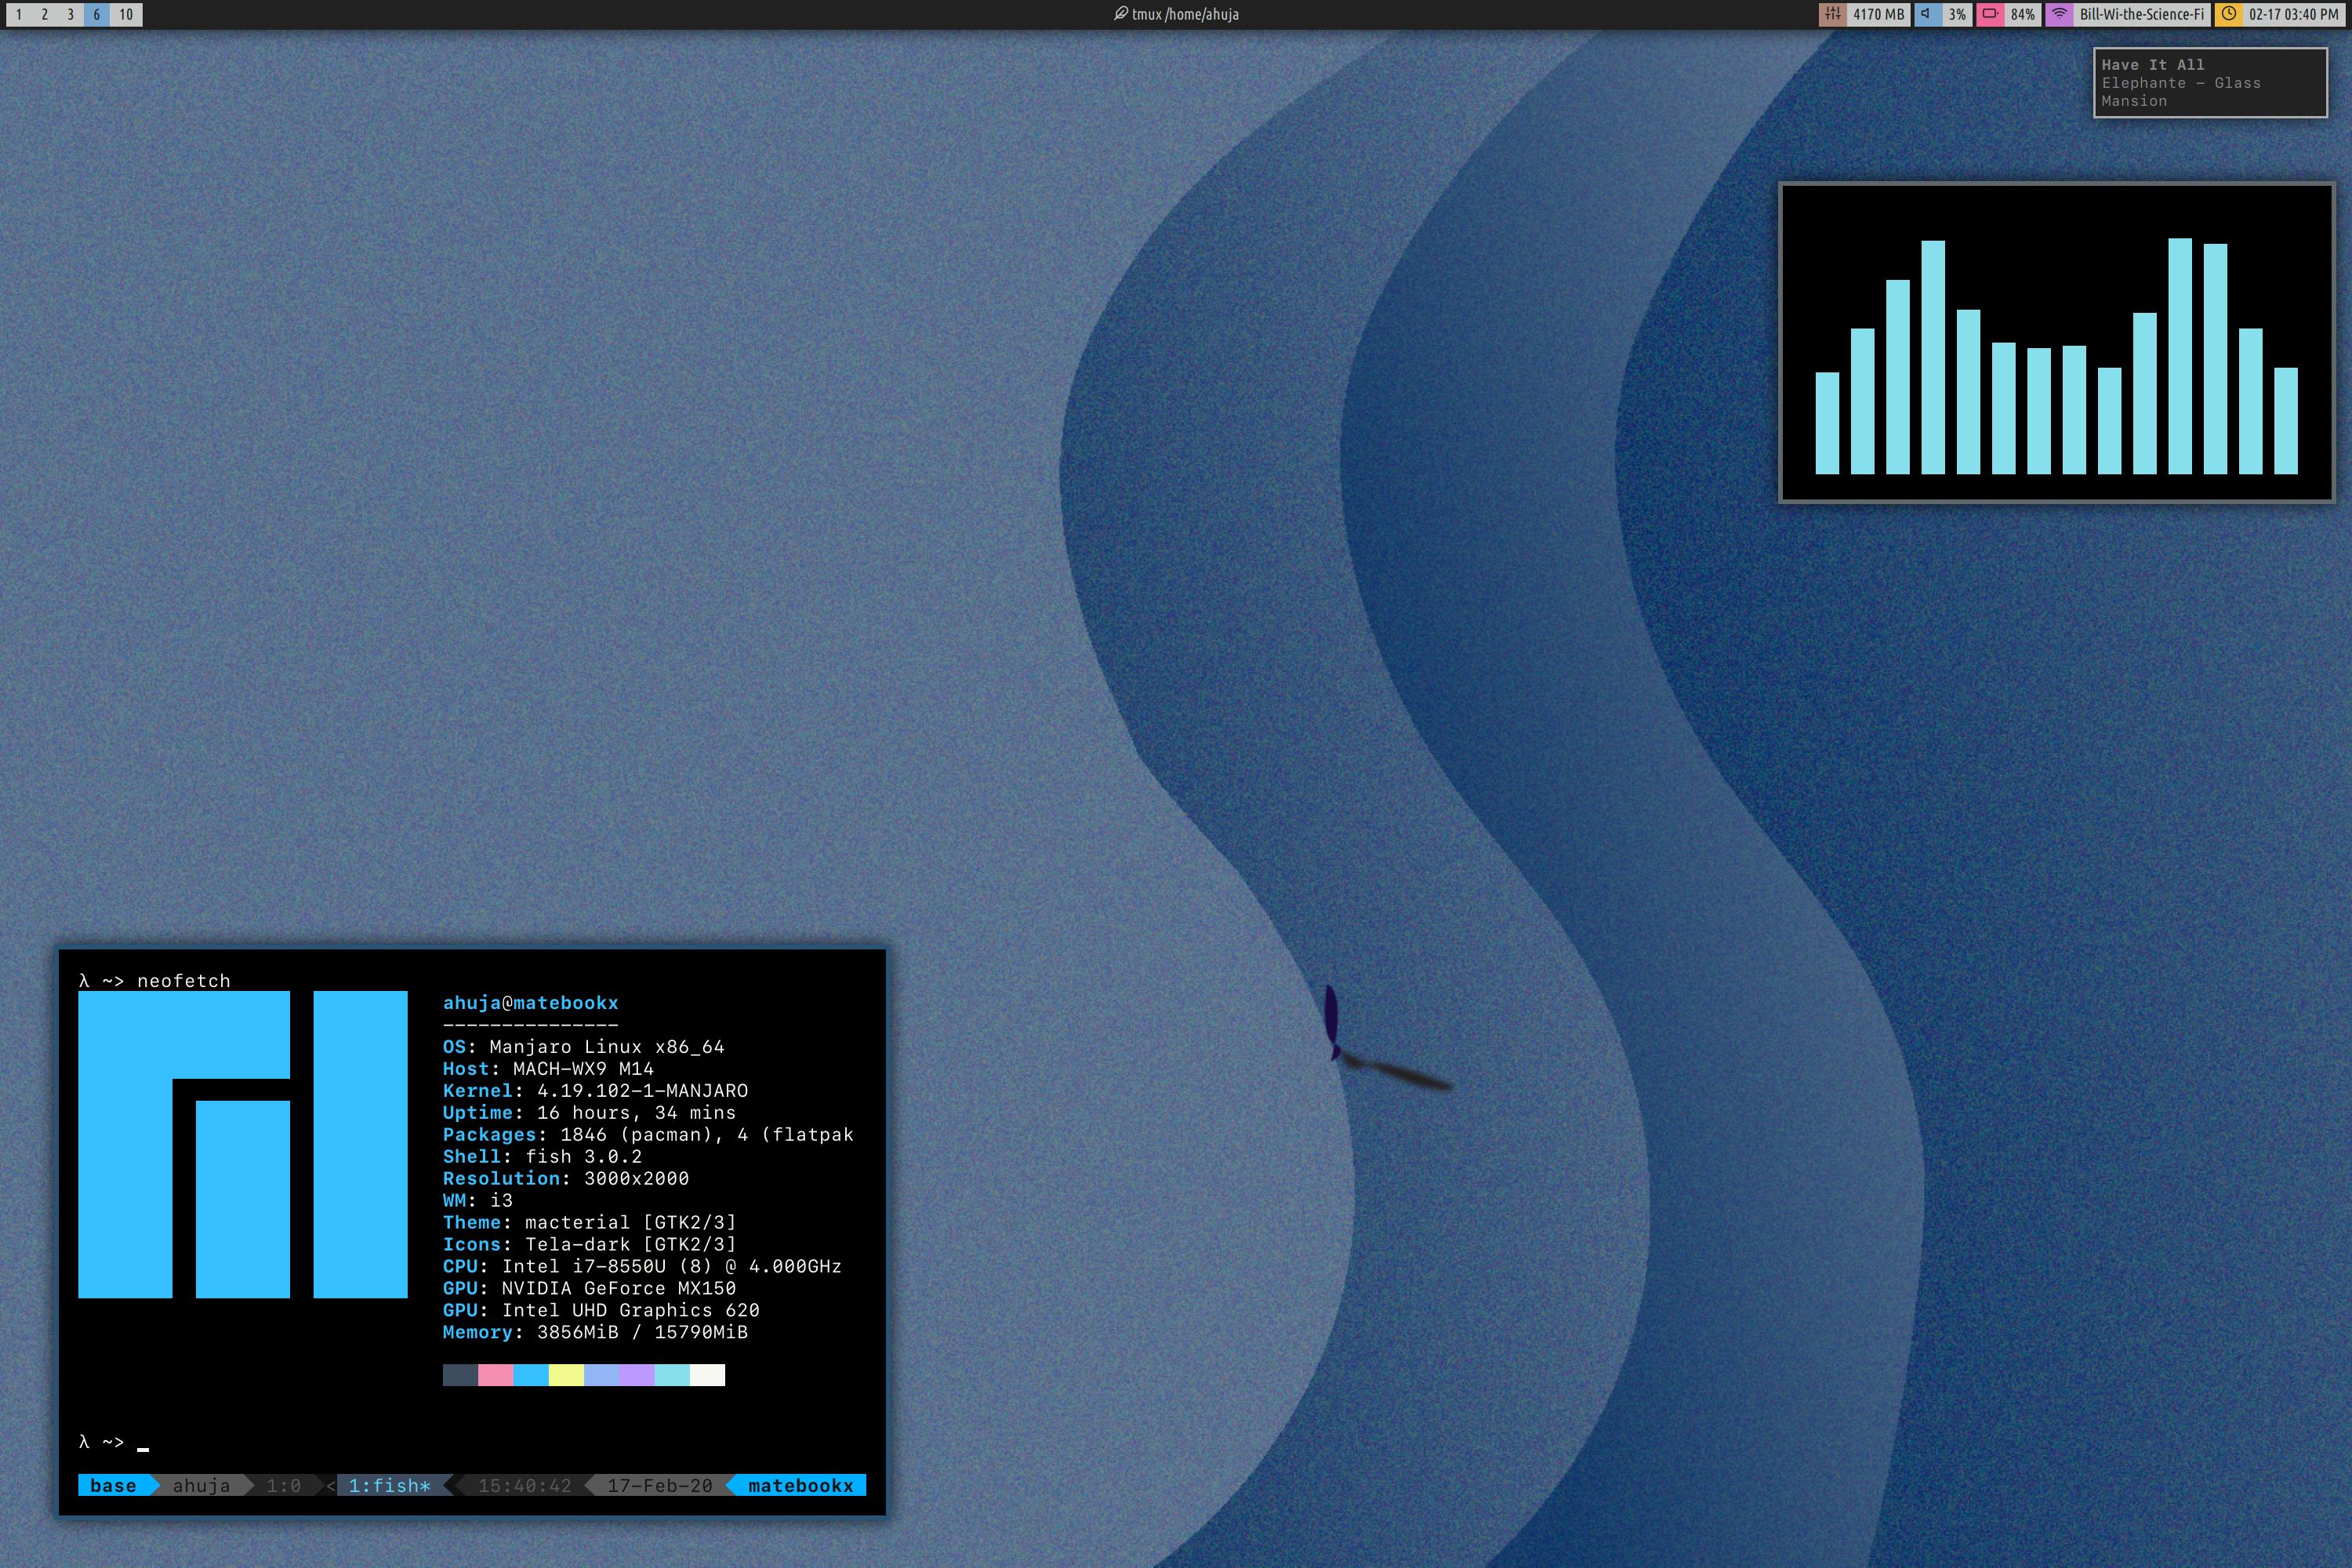 1 2 3 6 10
tmux /home/ahuja
4170 MB 3% 84% Bill-Wi-the-Science-Fi 02-17 03:40 PM
Have It All
Elephante – Glass
Mansion
λ ~> neofetch
ahuja@matebookx
---------------
OS: Manjaro Linux x86_64
Host: MACH-WX9 M14
Kernel: 4.19.102-1-MANJARO
Uptime: 16 hours, 34 mins
Packages: 1846 (pacman), 4 (flatpak
Shell: fish 3.0.2
Resolution: 3000x2000
WM: i3
Theme: macterial [GTK2/3]
Icons: Tela-dark [GTK2/3]
CPU: Intel i7-8550U (8) @ 4.000GHz
GPU: NVIDIA GeForce MX150
GPU: Intel UHD Graphics 620
Memory: 3856MiB / 15790MiB
λ ~> _
base ahuja 1:0 < 1:fish* 15:40:42 17-Feb-20 matebookx